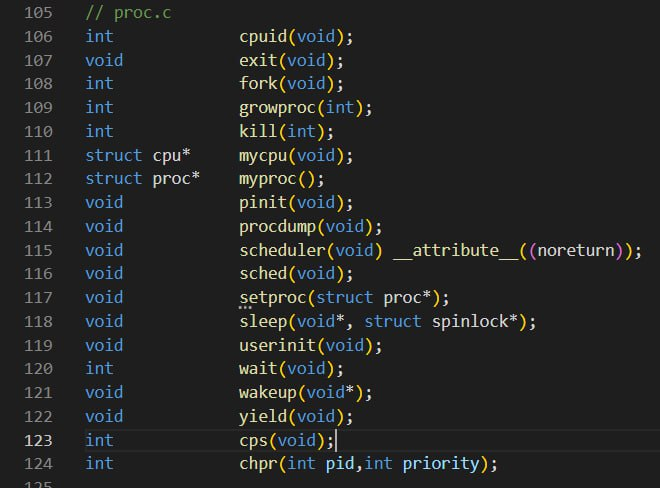 105 // proc.c
106 int cpuid(void);
107 void exit(void);
108 int fork(void);
109 int growproc(int);
110 int kill(int);
111 struct cpu* mycpu(void);
112 struct proc* myproc();
113 void pinit(void);
114 void procdump(void);
115 void scheduler(void) __attribute__((noreturn));
116 void sched(void);
117 void setproc(struct proc*);
118 void sleep(void*, struct spinlock*);
119 void userinit(void);
120 int wait(void);
121 void wakeup(void*);
122 void yield(void);
123 int cps(void);
124 int chpr(int pid,int priority);
125